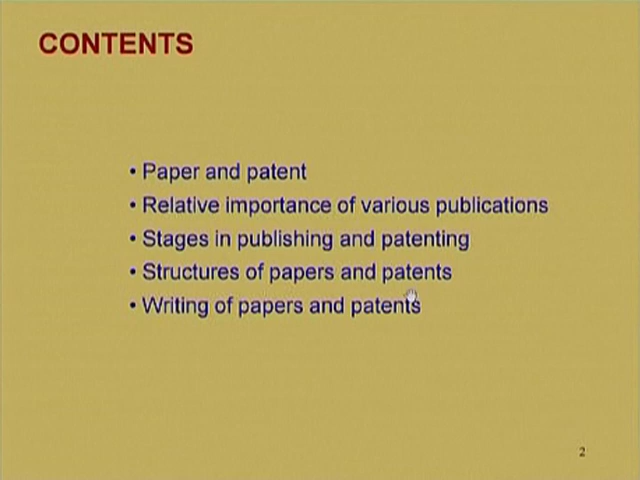 CONTENTS
• Paper and patent
• Relative importance of various publications
• Stages in publishing and patenting
• Structures of papers and patents
• Writing of papers and patents
2